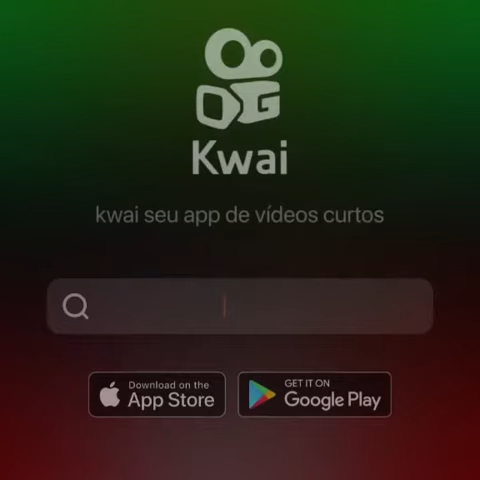 Kwai
kwai seu app de vídeos curtos
Download on the
App Store
GET IT ON
Google Play